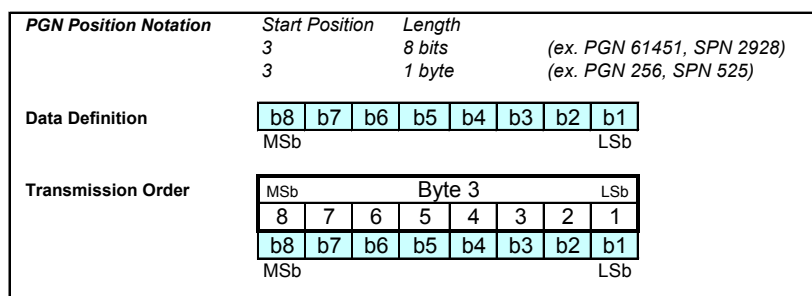 PGN Position Notation Start Position Length
3 8 bits (ex. PGN 61451, SPN 2928)
3 1 byte (ex. PGN 256, SPN 525)
Data Definition b8 b7 b6 b5 b4 b3 b2 b1
MSb LSb
Transmission Order MSb Byte 3 LSb
8 7 6 5 4 3 2 1
b8 b7 b6 b5 b4 b3 b2 b1
MSb LSb